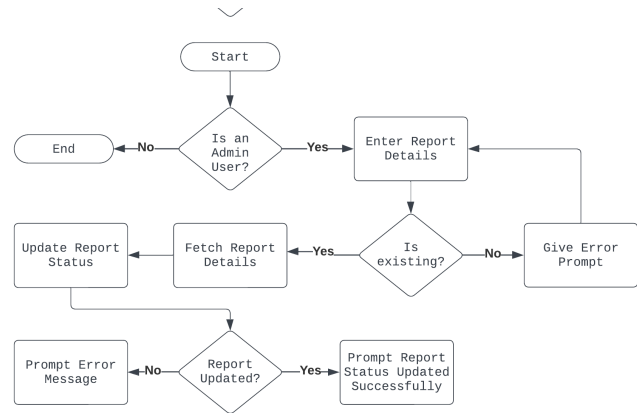 Start
Is an
Admin
User?
No
End
Yes
Enter Report
Details
Is
existing?
No
Give Error
Prompt
Yes
Fetch Report
Details
Update Report
Status
Report
Updated?
No
Prompt Error
Message
Yes
Prompt Report
Status Updated
Successfully